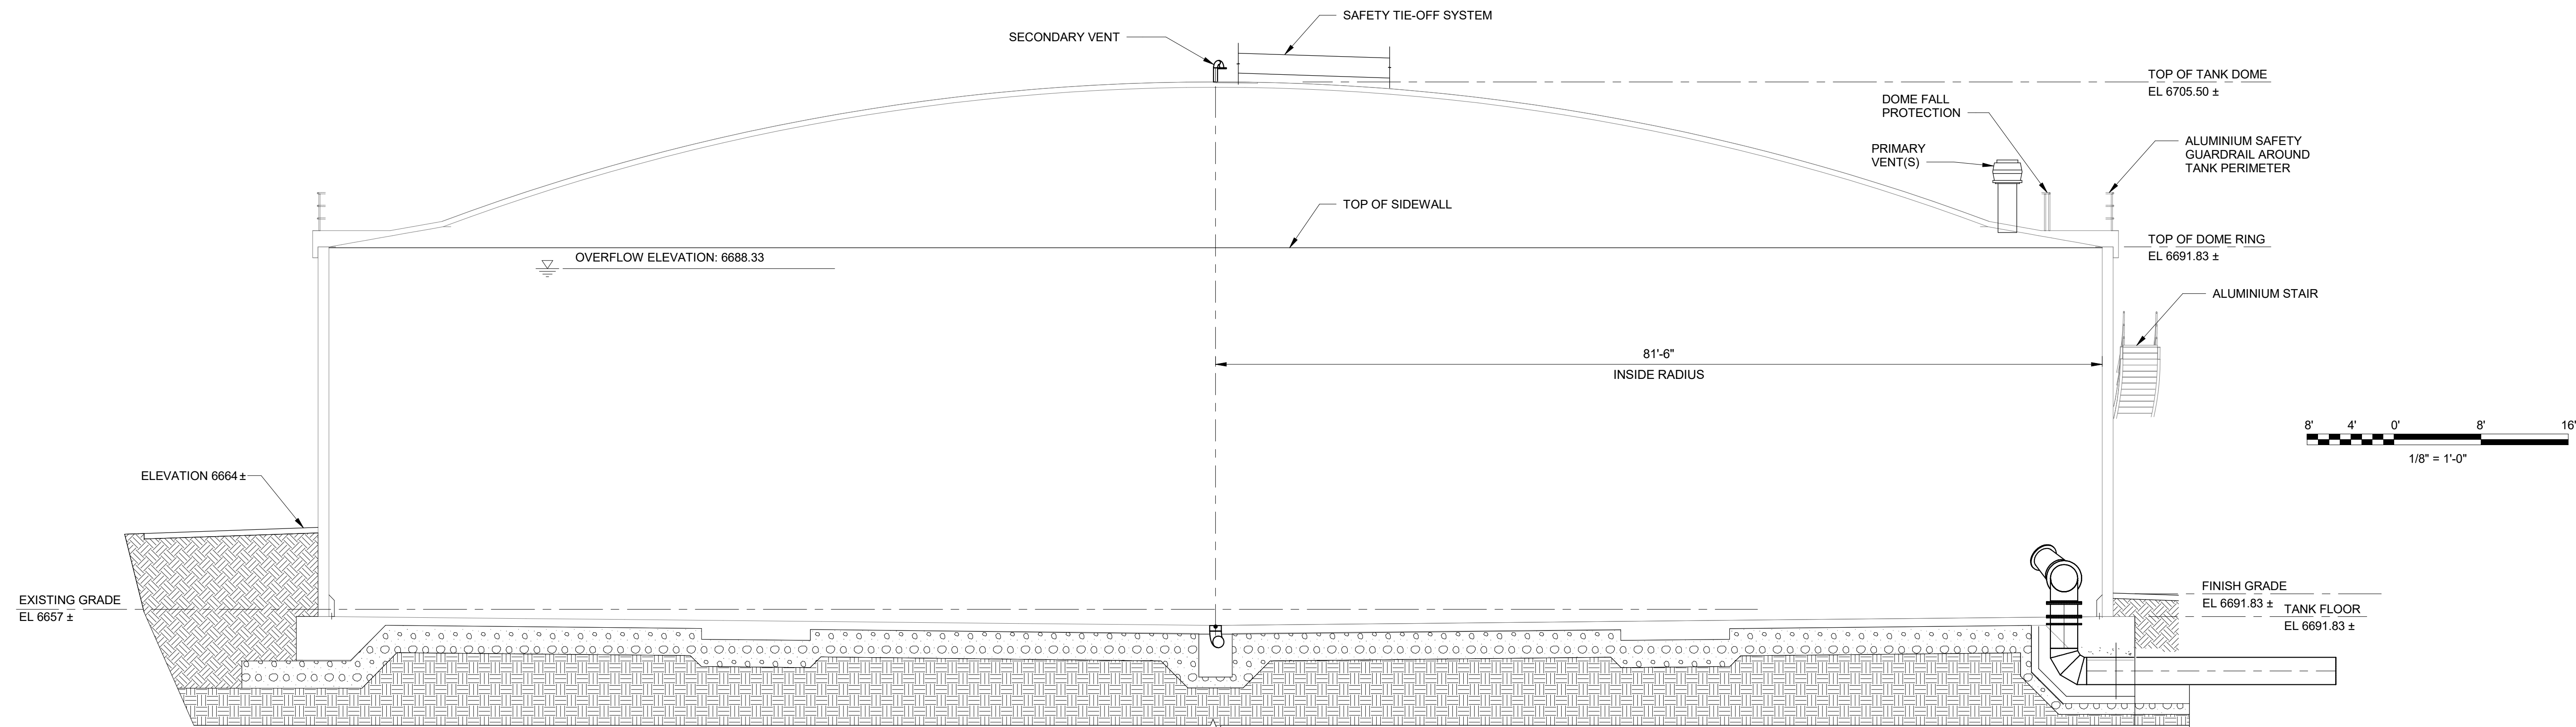 SAFETY TIE-OFF SYSTEM
SECONDARY VENT
TOP OF TANK DOME
EL 6705.50 ±
DOME FALL
PROTECTION
ALUMINIUM SAFETY
GUARDRAIL AROUND
TANK PERIMETER
PRIMARY
VENT(S)
TOP OF SIDEWALL
TOP OF DOME RING
EL 6691.83 ±
OVERFLOW ELEVATION: 6688.33
ALUMINIUM STAIR
81'-6"
INSIDE RADIUS
8' 4' 0' 8' 16'
1/8" = 1'-0"
ELEVATION 6664 ±
EXISTING GRADE
EL 6657 ±
FINISH GRADE
EL 6691.83 ±
TANK FLOOR
EL 6691.83 ±